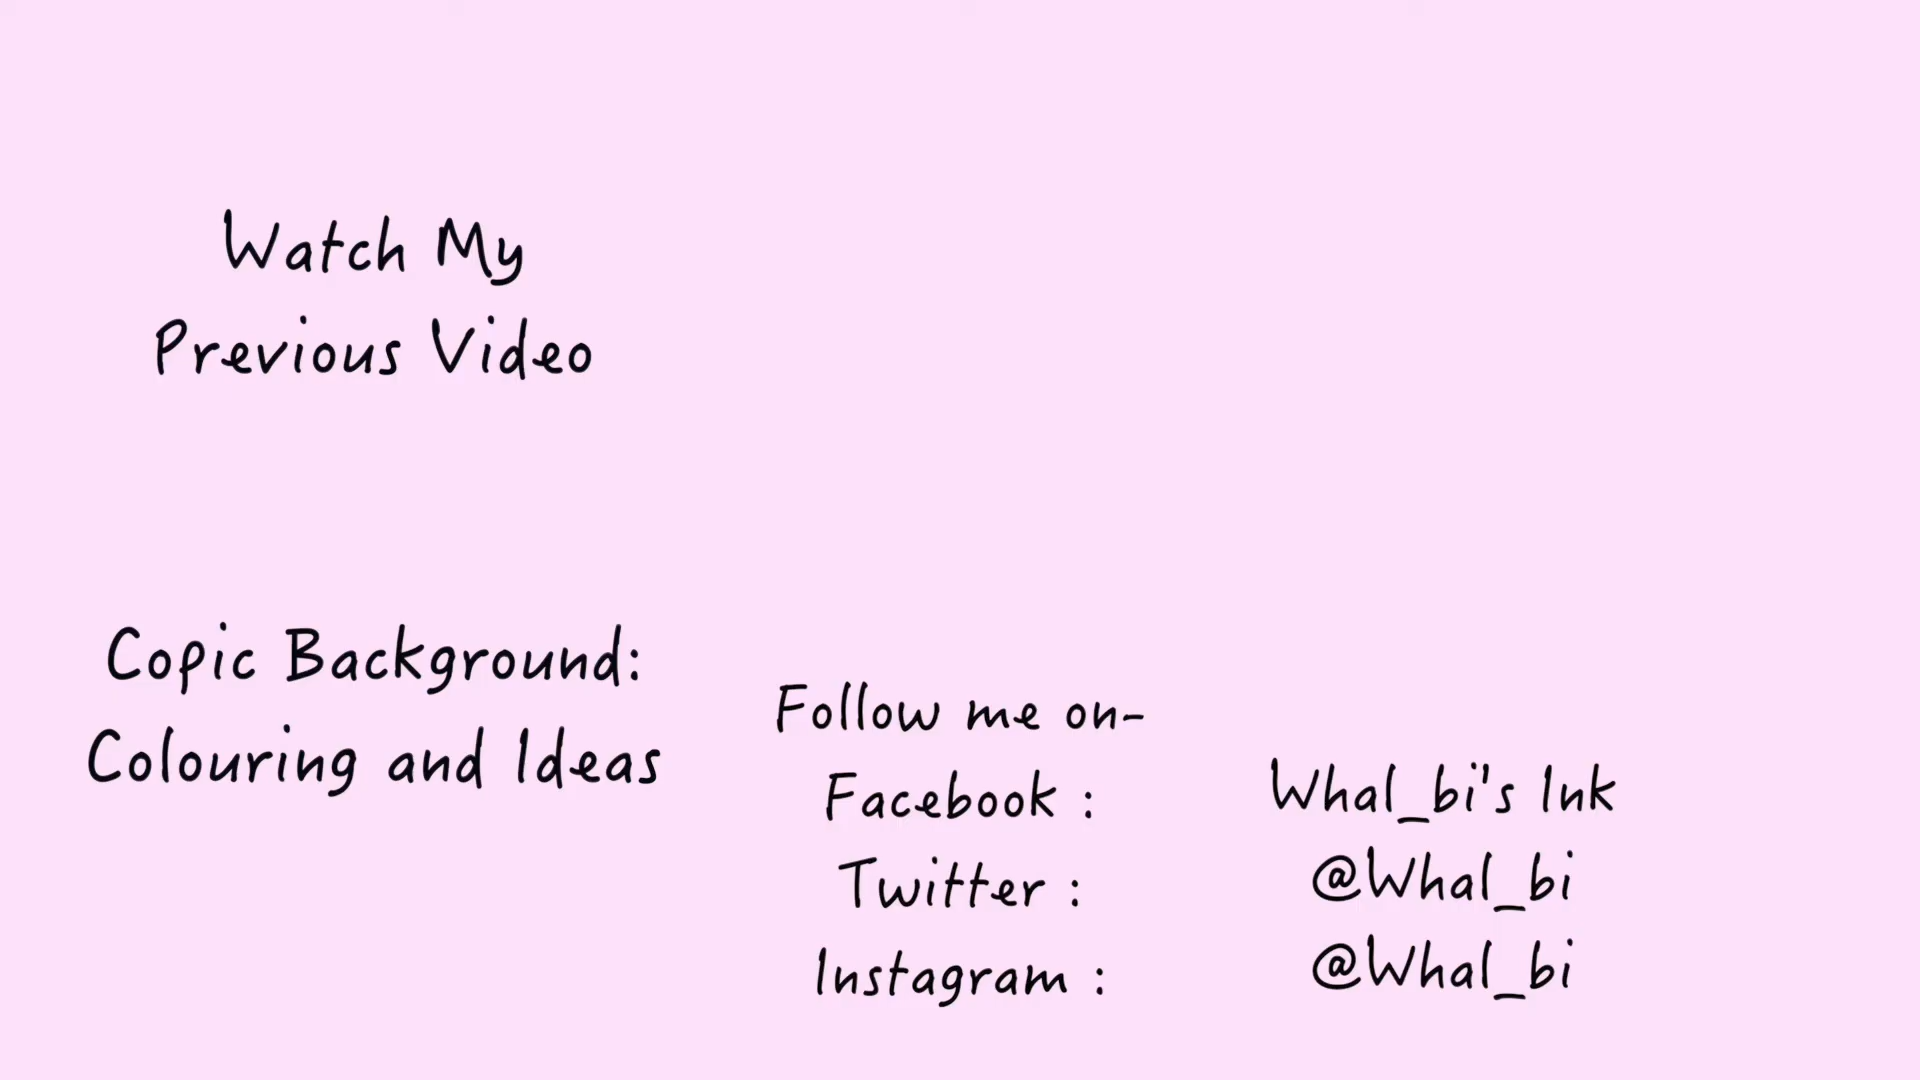 Watch My
Previous Video
Copic Background:
Colouring and Ideas
Follow me on-
Facebook : Whal_bi's Ink
Twitter : @Whal_bi
Instagram : @Whal_bi